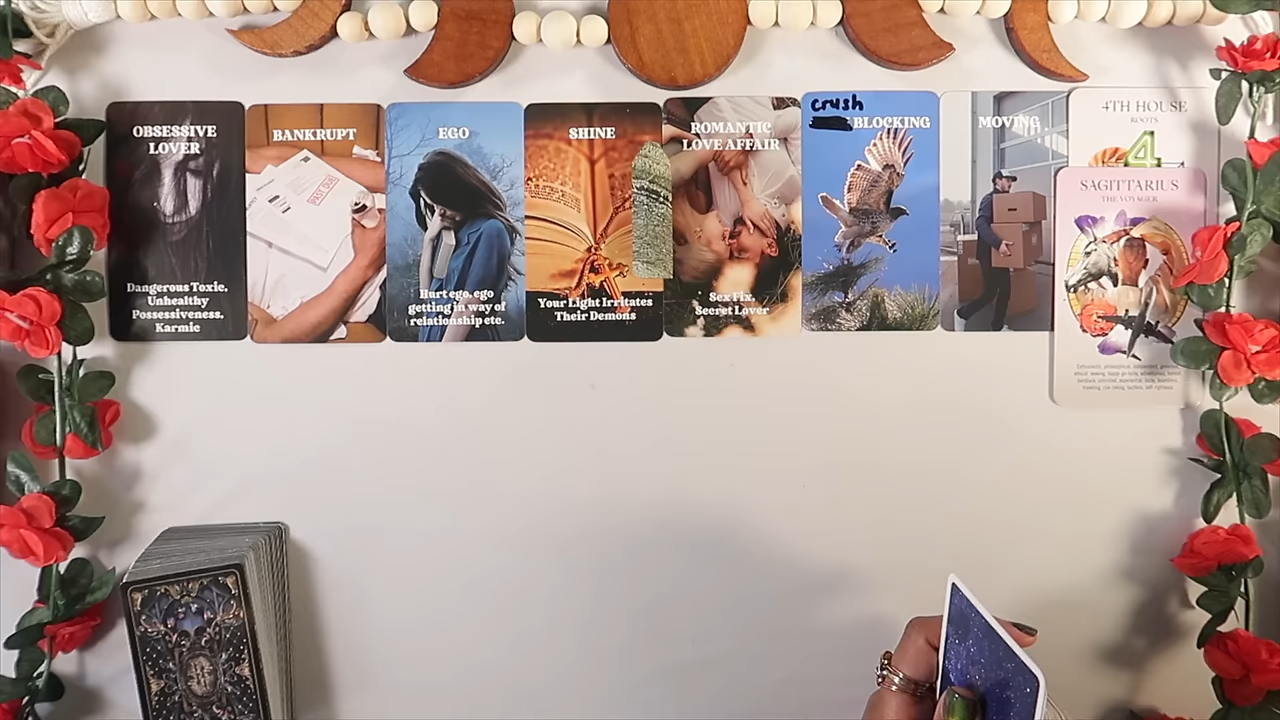 OBSESSIVE
LOVER
Dangerous Toxic,
Unhealthy
Possessiveness,
Karmic
BANKRUPT
PAST DUE
EGO
Hurt ego, ego
getting in way of
relationship etc.
SHINE
Your Light Irritates
Their Demons
ROMANTIC
LOVE AFFAIR
Sex Fix,
Secret Lover
crush
BLOCKING
MOVING
4TH HOUSE
ROOTS
4
SAGITTARIUS
THE VOYAGER